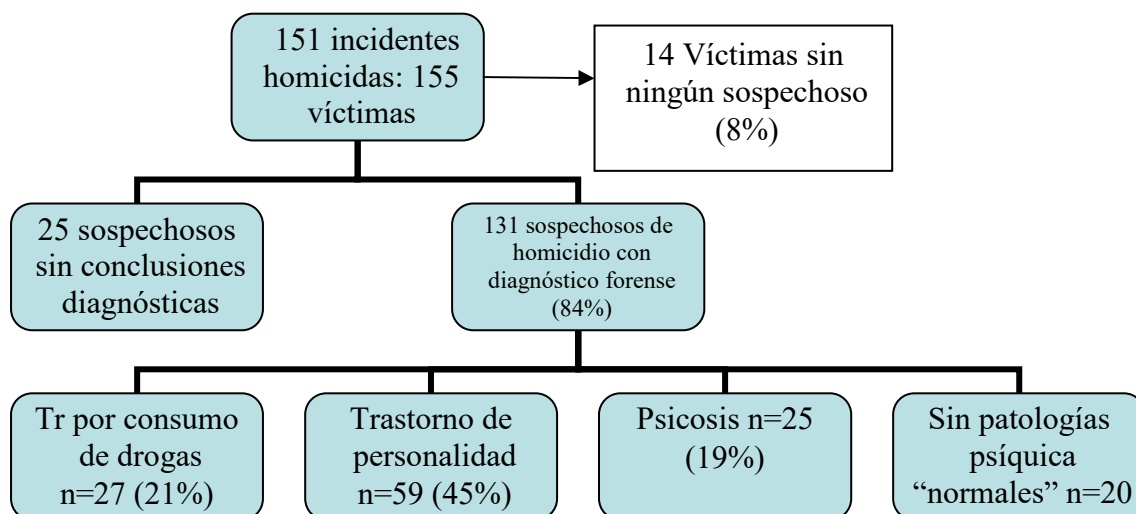 151 incidentes
homicidas: 155
víctimas
14 Víctimas sin
ningún sospechoso
(8%)
25 sospechosos
sin conclusiones
diagnósticas
131 sospechosos de
homicidio con
diagnóstico forense
(84%)
Tr por consumo
de drogas
n=27 (21%)
Trastorno de
personalidad
n=59 (45%)
Psicosis n=25
(19%)
Sin patologías
psíquica
“normales” n=20